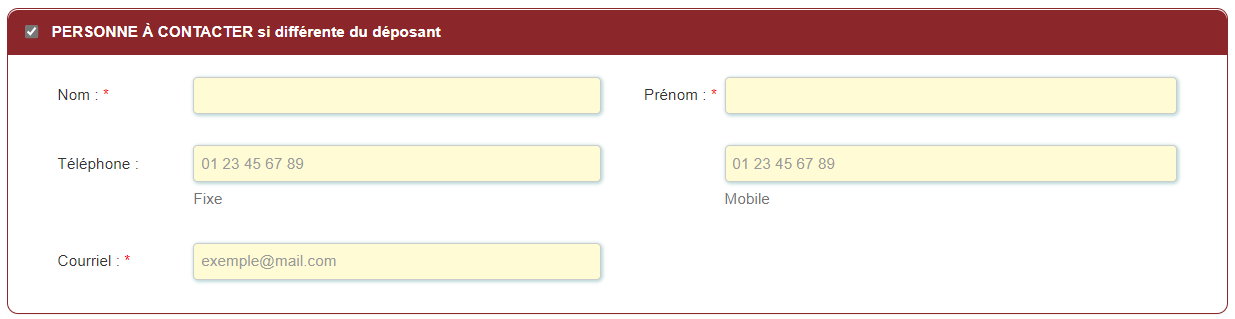 PERSONNE À CONTACTER si différente du déposant
Nom : * Prénom : *
Téléphone : 01 23 45 67 89 01 23 45 67 89
Fixe Mobile
Courriel : * exemple@mail.com